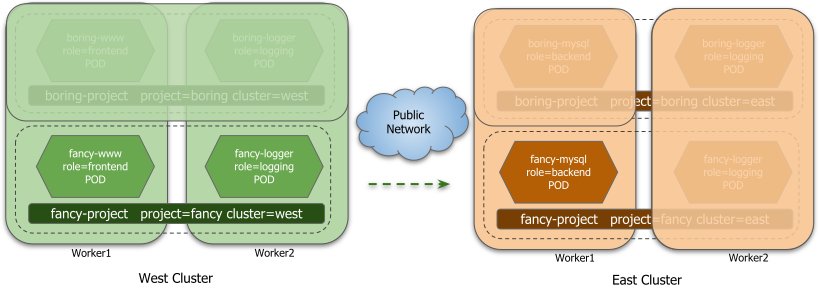 boring-www
role=frontend
POD
boring-logger
role=logging
POD
boring-project project=boring cluster=west
fancy-www
role=frontend
POD
fancy-logger
role=logging
POD
fancy-project project=fancy cluster=west
Worker1
Worker2
West Cluster
Public
Network
boring-mysql
role=backend
POD
boring-logger
role=logging
POD
boring-project project=boring cluster=east
fancy-mysql
role=backend
POD
fancy-logger
role=logging
POD
fancy-project project=fancy cluster=east
Worker1
Worker2
East Cluster